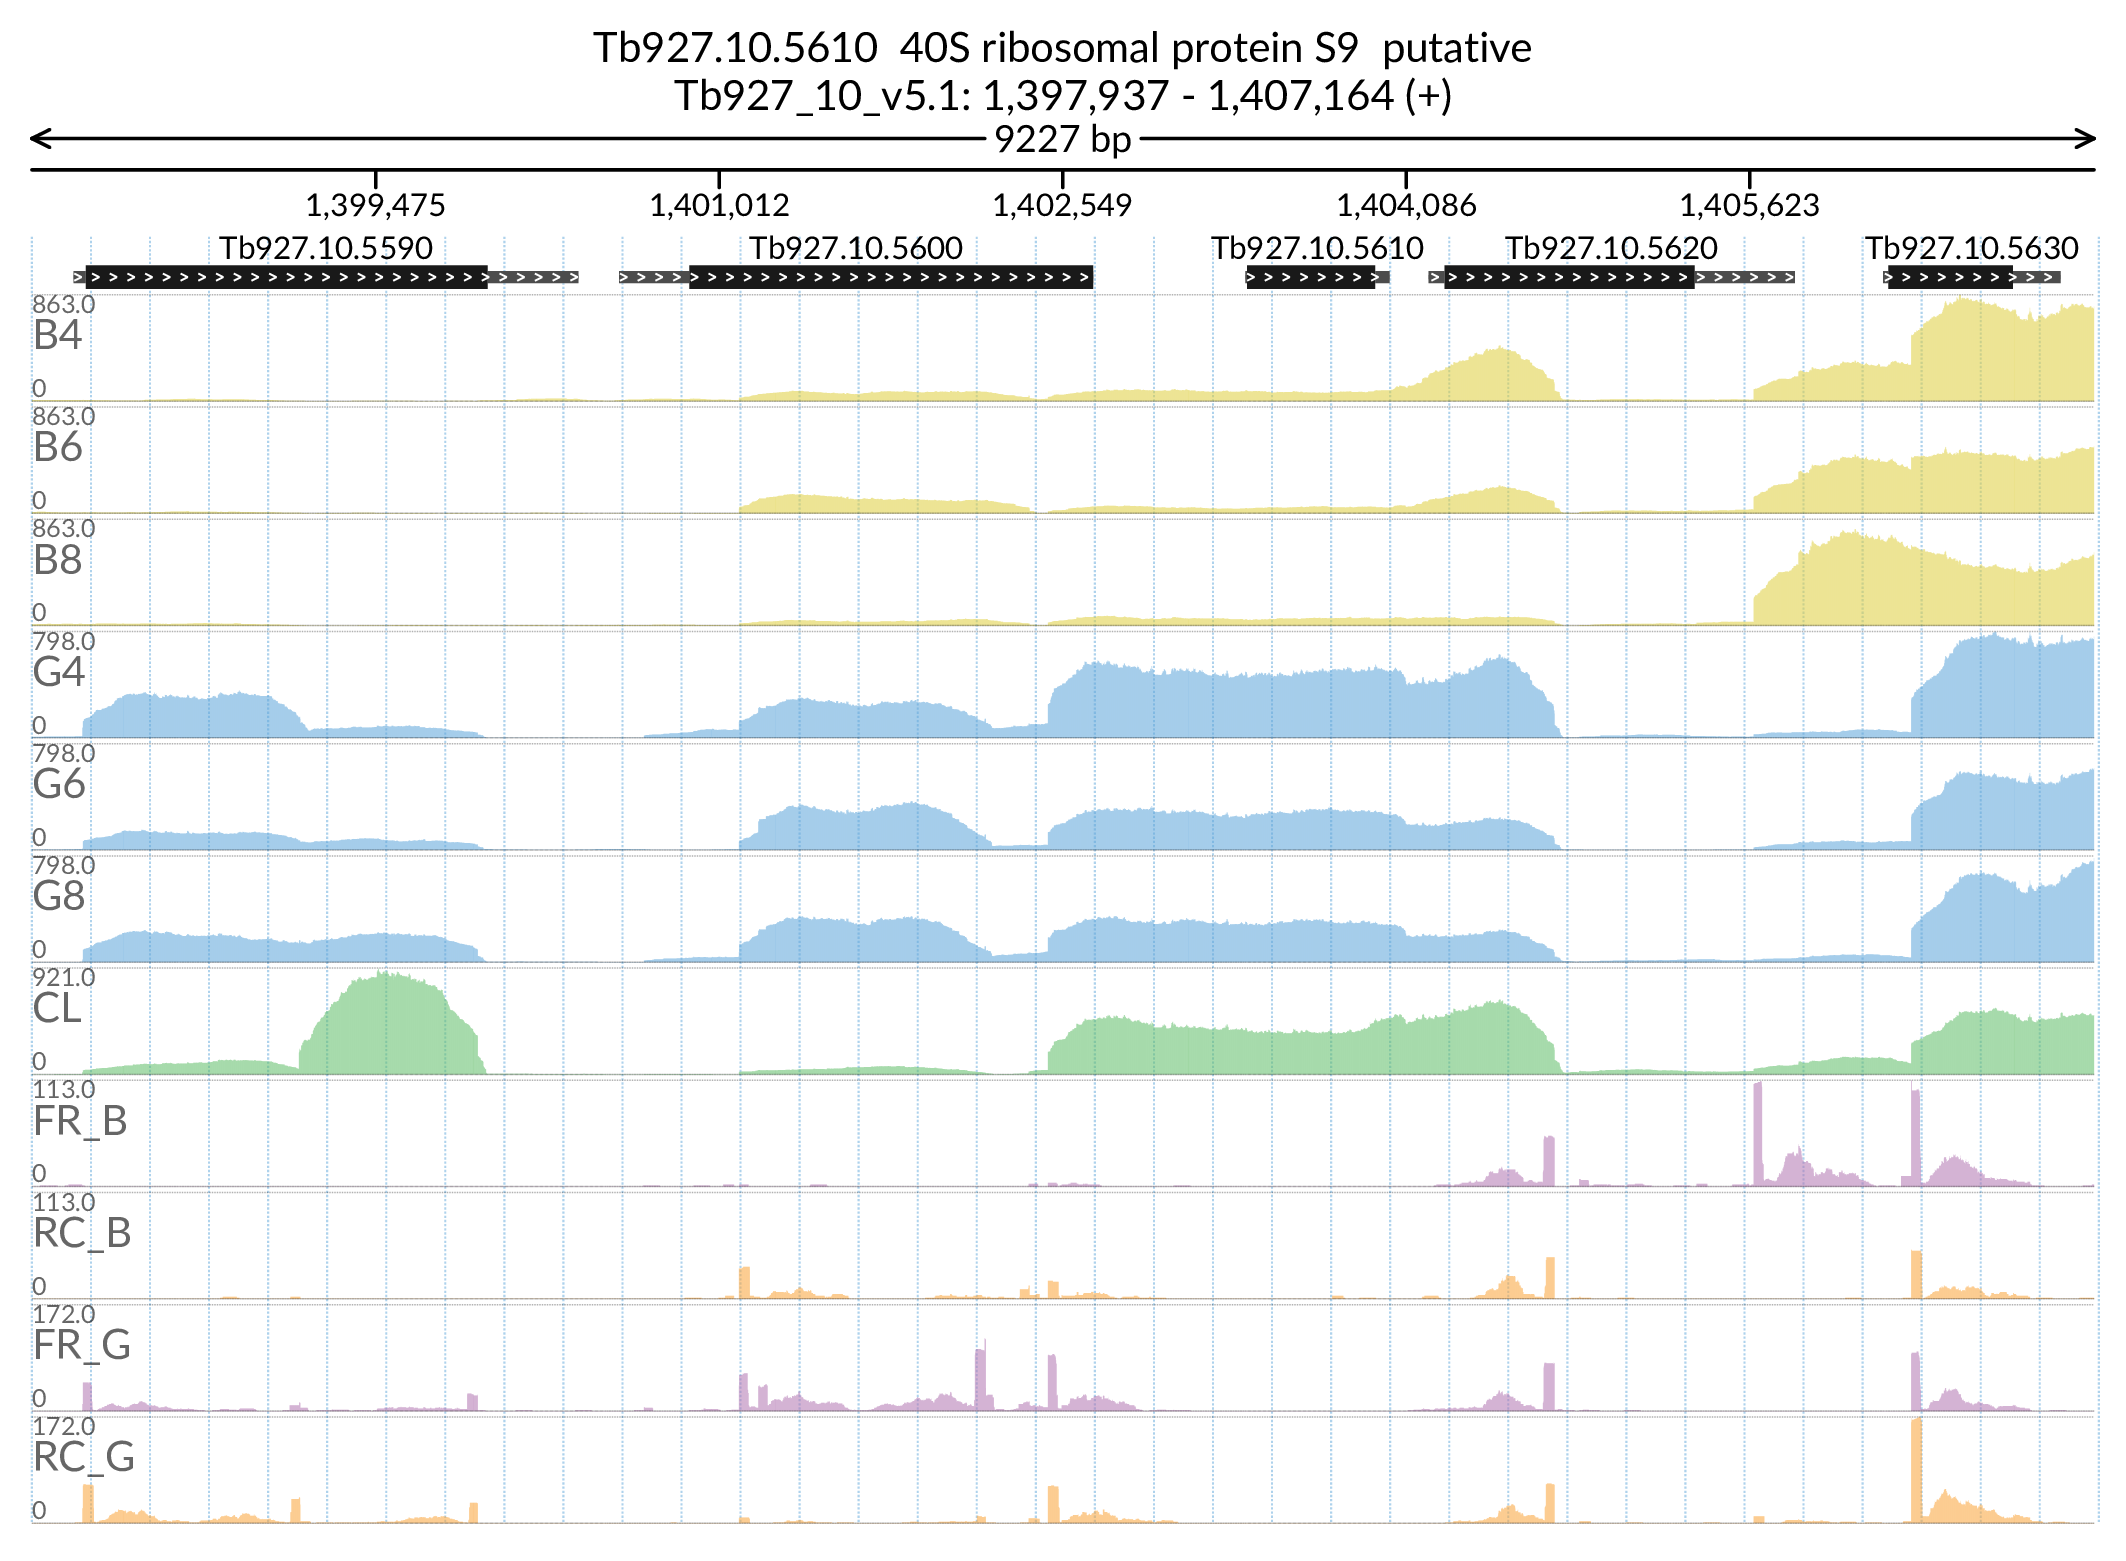 Tb927.10.5610 40S ribosomal protein S9 putative
Tb927_10_v5.1: 1,397,937 - 1,407,164 (+)
9227 bp
1,399,475 1,401,012 1,402,549 1,404,086 1,405,623
Tb927.10.5590 Tb927.10.5600 Tb927.10.5610 Tb927.10.5620 Tb927.10.5630
863.0
B4
0
863.0
B6
0
863.0
B8
0
798.0
G4
0
798.0
G6
0
798.0
G8
0
921.0
CL
0
113.0
FR_B
0
113.0
RC_B
0
172.0
FR_G
0
172.0
RC_G
0